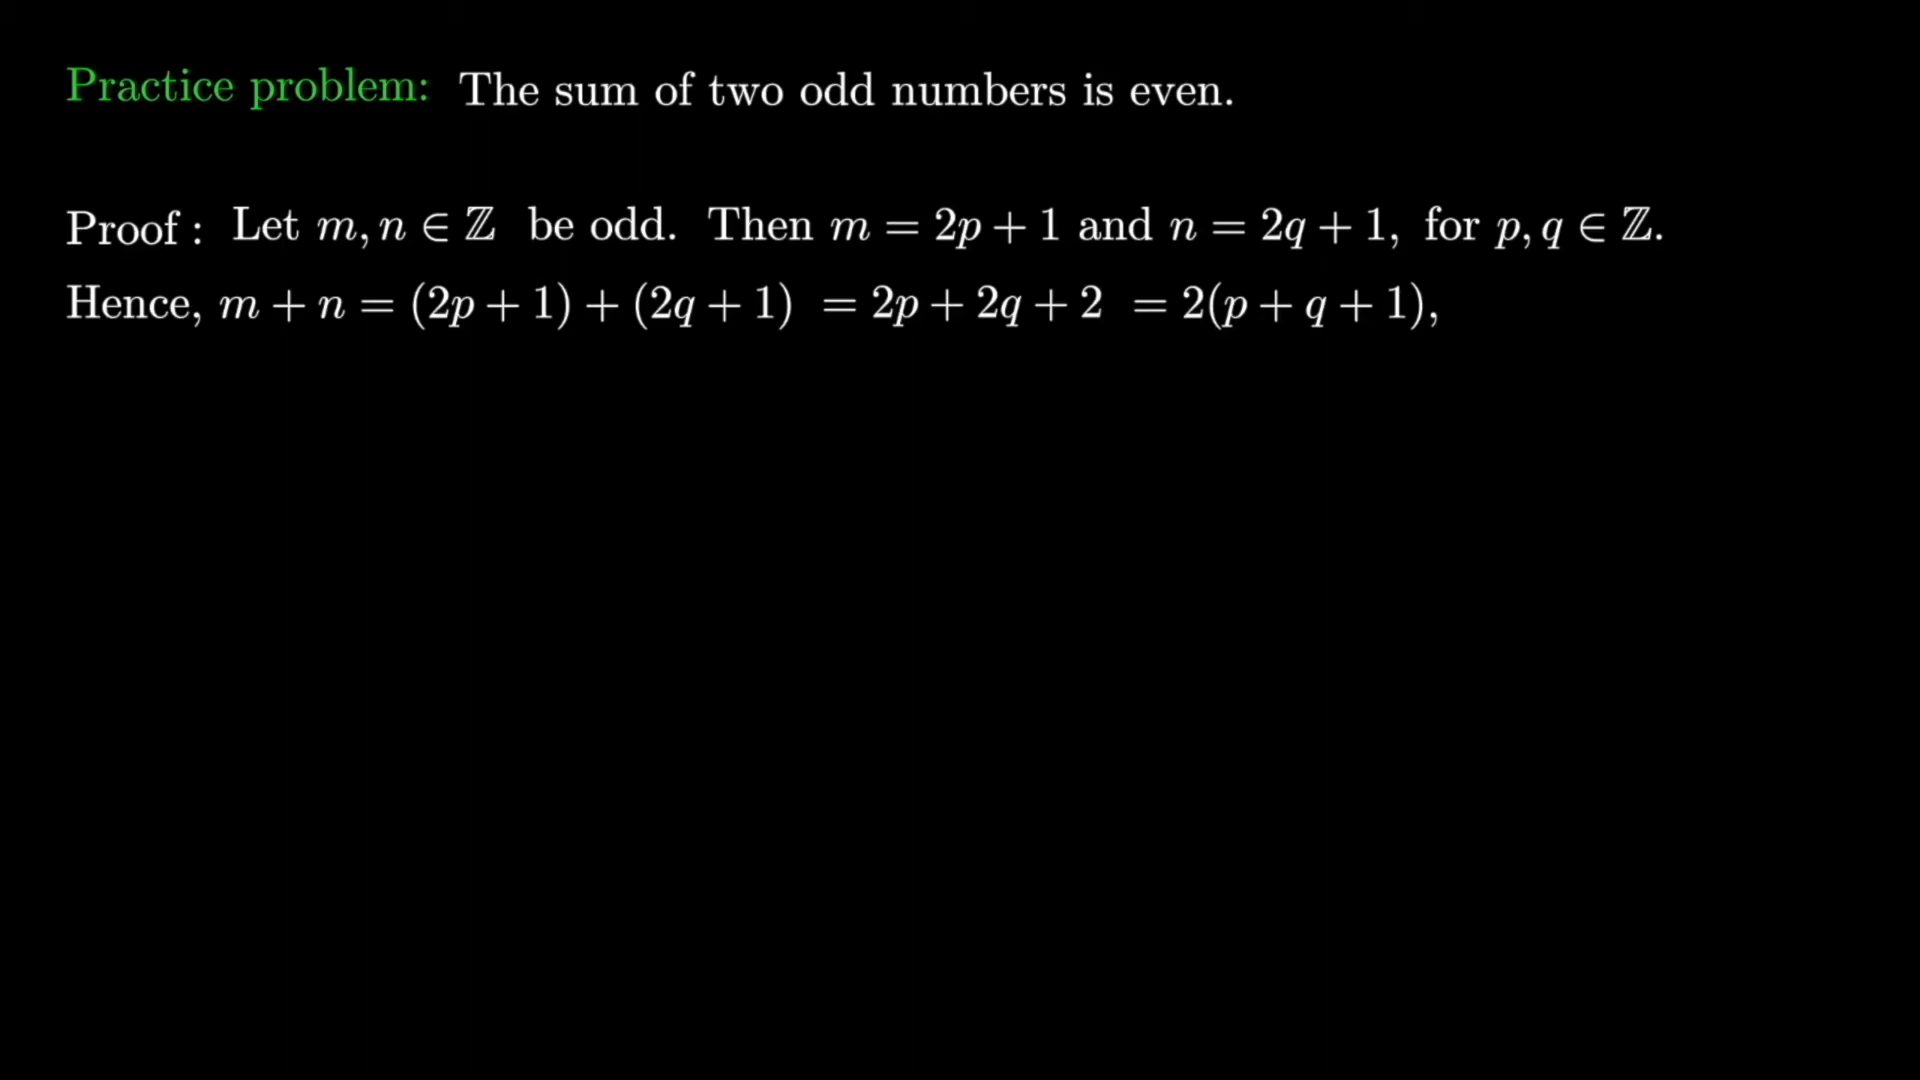 Practice problem: The sum of two odd numbers is even.
Proof : Let m, n ∈ ℤ be odd. Then m = 2p + 1 and n = 2q + 1, for p, q ∈ ℤ.
Hence, m + n = (2p + 1) + (2q + 1) = 2p + 2q + 2 = 2(p + q + 1),